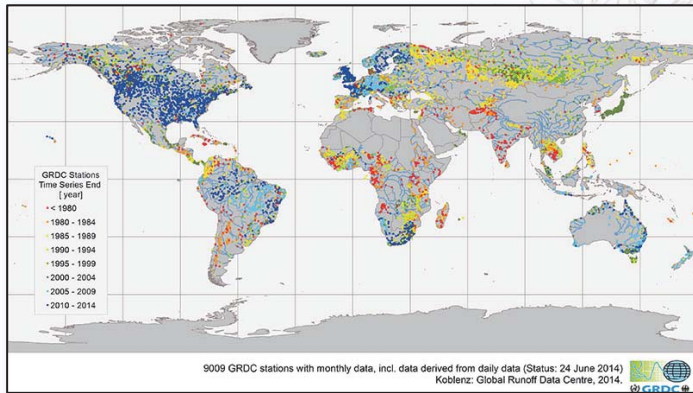 GRDC Stations
Time Series End
[ year]
< 1980
1980 - 1984
1985 - 1989
1990 - 1994
1995 - 1999
2000 - 2004
2005 - 2009
2010 - 2014
9009 GRDC stations with monthly data, incl. data derived from daily data (Status: 24 June 2014)
Koblenz: Global Runoff Data Centre, 2014.
GRDC